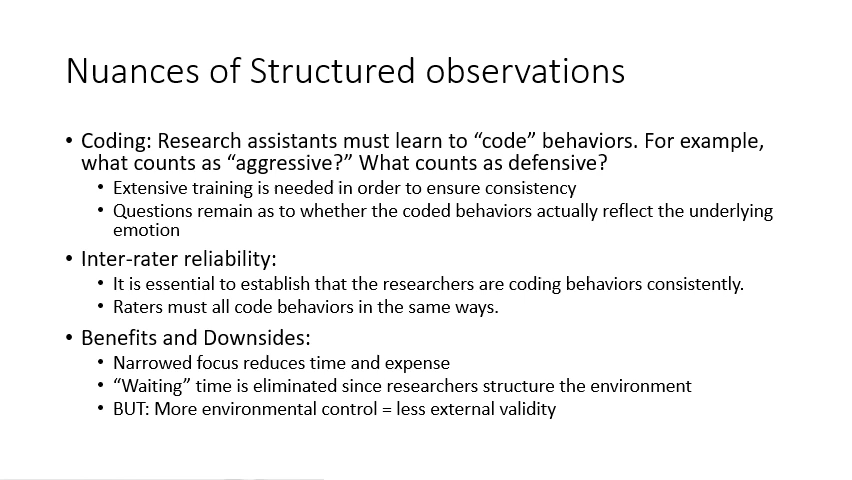 Nuances of Structured observations
• Coding: Research assistants must learn to “code” behaviors. For example,
what counts as “aggressive?” What counts as defensive?
• Extensive training is needed in order to ensure consistency
• Questions remain as to whether the coded behaviors actually reflect the underlying
emotion
• Inter-rater reliability:
• It is essential to establish that the researchers are coding behaviors consistently.
• Raters must all code behaviors in the same ways.
• Benefits and Downsides:
• Narrowed focus reduces time and expense
• “Waiting” time is eliminated since researchers structure the environment
• BUT: More environmental control = less external validity